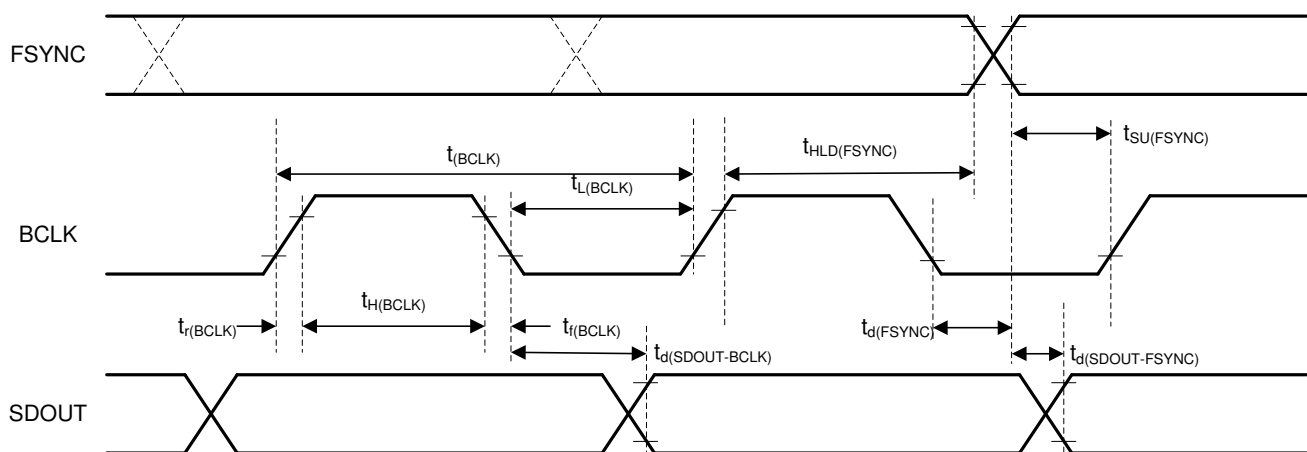 FSYNC
tSU(FSYNC)
t(BCLK)
tHLD(FSYNC)
tL(BCLK)
BCLK
tH(BCLK)
tr(BCLK)
tf(BCLK)
td(FSYNC)
td(SDOUT-BCLK)
td(SDOUT-FSYNC)
SDOUT